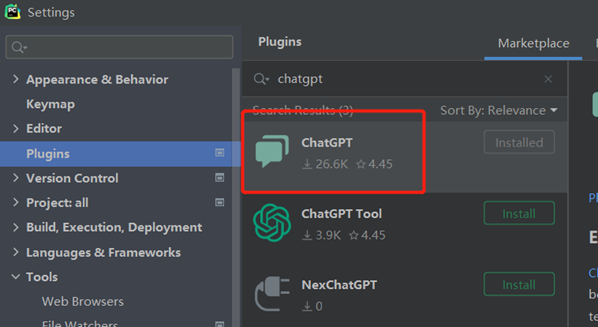 PC
Settings
Appearance & Behavior
Keymap
Editor
Plugins
Version Control
Project: all
Build, Execution, Deployment
Languages & Frameworks
Tools
Web Browsers
File Watchers
Plugins
Marketplace
chatgpt
Search Results (3)
Sort By: Relevance
ChatGPT
26.6K 4.45
Installed
ChatGPT Tool
3.9K 4.45
Install
NexChatGPT
0
Install